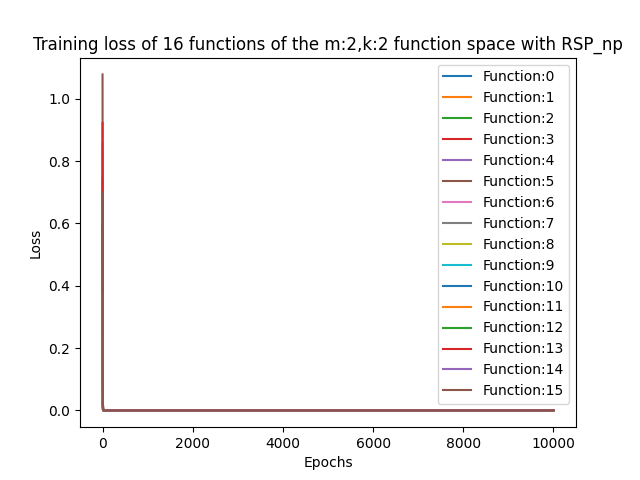 Training loss of 16 functions of the m:2,k:2 function space with RSP_np
Loss
1.0
0.8
0.6
0.4
0.2
0.0
0
2000
4000
6000
8000
10000
Epochs
Function:0
Function:1
Function:2
Function:3
Function:4
Function:5
Function:6
Function:7
Function:8
Function:9
Function:10
Function:11
Function:12
Function:13
Function:14
Function:15